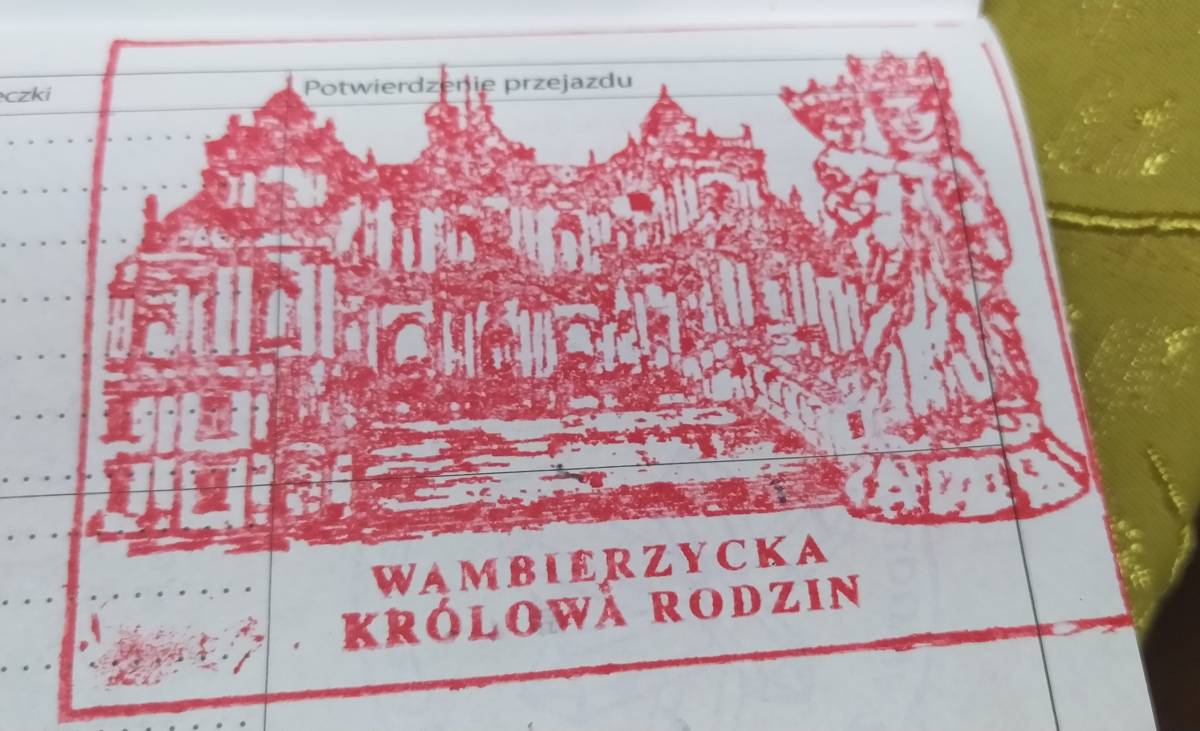 eczki
Potwierdzenie przejazdu
WAMBIERZYCKA
KRÓLOWA RODZIN